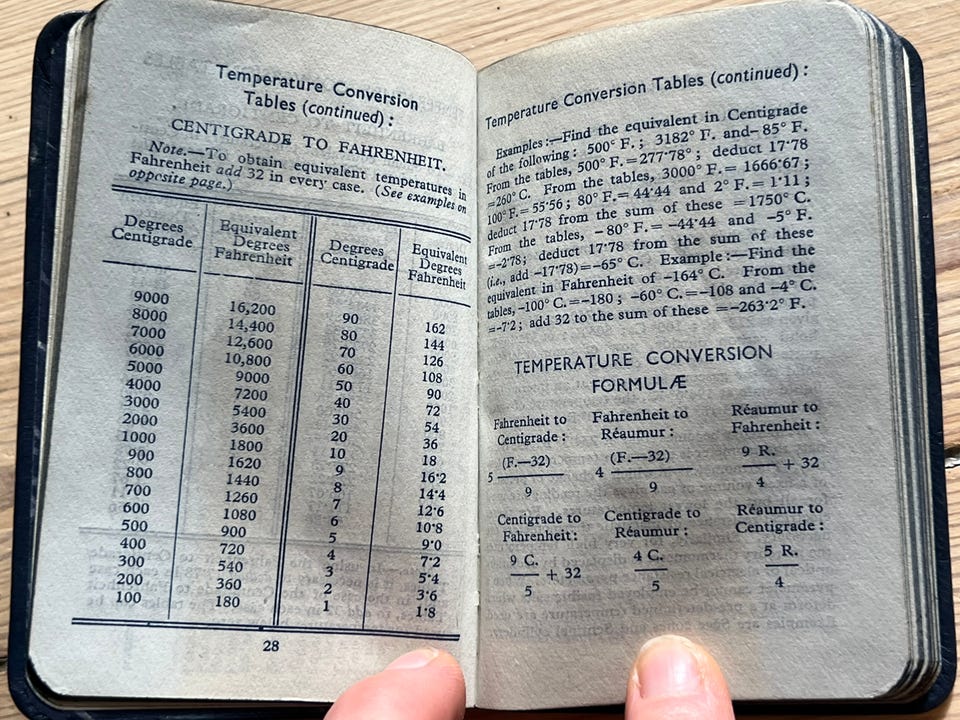 Temperature Conversion
Tables (continued) :
CENTIGRADE TO FAHRENHEIT.
Note.—To obtain equivalent temperatures in
Fahrenheit add 32 in every case. (See examples on
opposite page.)
Degrees Centigrade Equivalent Degrees Fahrenheit Degrees Centigrade Equivalent Degrees Fahrenheit
9000 16,200 90 162
8000 14,400 80 144
7000 12,600 70 126
6000 10,800 60 108
5000 9000 50 90
4000 7200 40 72
3000 5400 30 54
2000 3600 20 36
1000 1800 10 18
900 1620 9 16·2
800 1440 8 14·4
700 1260 7 12·6
600 1080 6 10·8
500 900 5 9·0
400 720 4 7·2
300 540 3 5·4
200 360 2 3·6
100 180 1 1·8
28
Temperature Conversion Tables (continued) :
Examples :—Find the equivalent in Centigrade
of the following : 500° F. ; 3182° F. and– 85° F.
From the tables, 500° F.=277·78° ; deduct 17·78
=260° C. From the tables, 3000° F.= 1666·67 ;
100° F.= 55·56 ; 80° F.= 44·44 and 2° F.= 1·11 ;
deduct 17·78 from the sum of these =1750° C.
From the tables, – 80° F.= –44·44 and –5° F.
=–2·78; deduct 17·78 from the sum of these
(i.e., add –17·78)=–65° C. Example :—Find the
equivalent in Fahrenheit of –164° C. From the
tables, –100° C.=–180 ; –60° C.=–108 and –4° C.
=–7·2 ; add 32 to the sum of these =–263·2° F.
TEMPERATURE CONVERSION
FORMULÆ
Fahrenheit to Centigrade : Fahrenheit to Réaumur : Réaumur to Fahrenheit :
5 (F.—32) 4 (F.—32) 9 R. + 32
9 9 4
Centigrade to Fahrenheit : Centigrade to Réaumur : Réaumur to Centigrade :
9 C. + 32 4 C. 5 R.
5 5 4